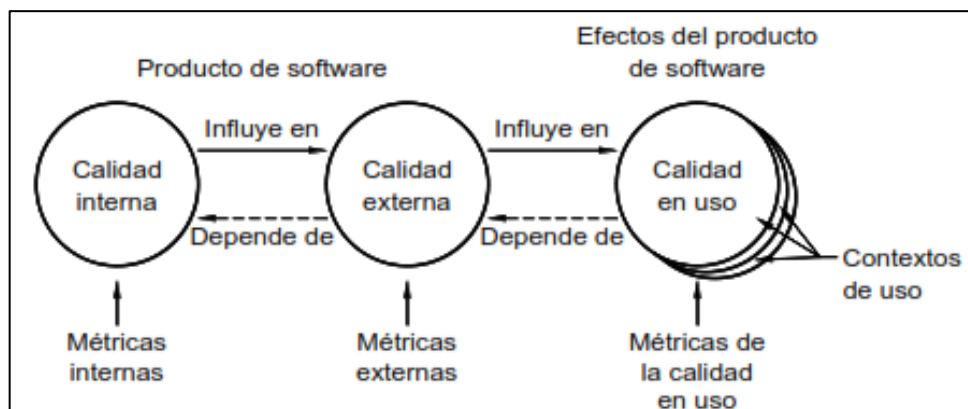 Producto de software
Efectos del producto
de software
Calidad
interna
Influye en
Depende de
Calidad
externa
Influye en
Depende de
Calidad
en uso
Contextos
de uso
Métricas
internas
Métricas
externas
Métricas de
la calidad
en uso